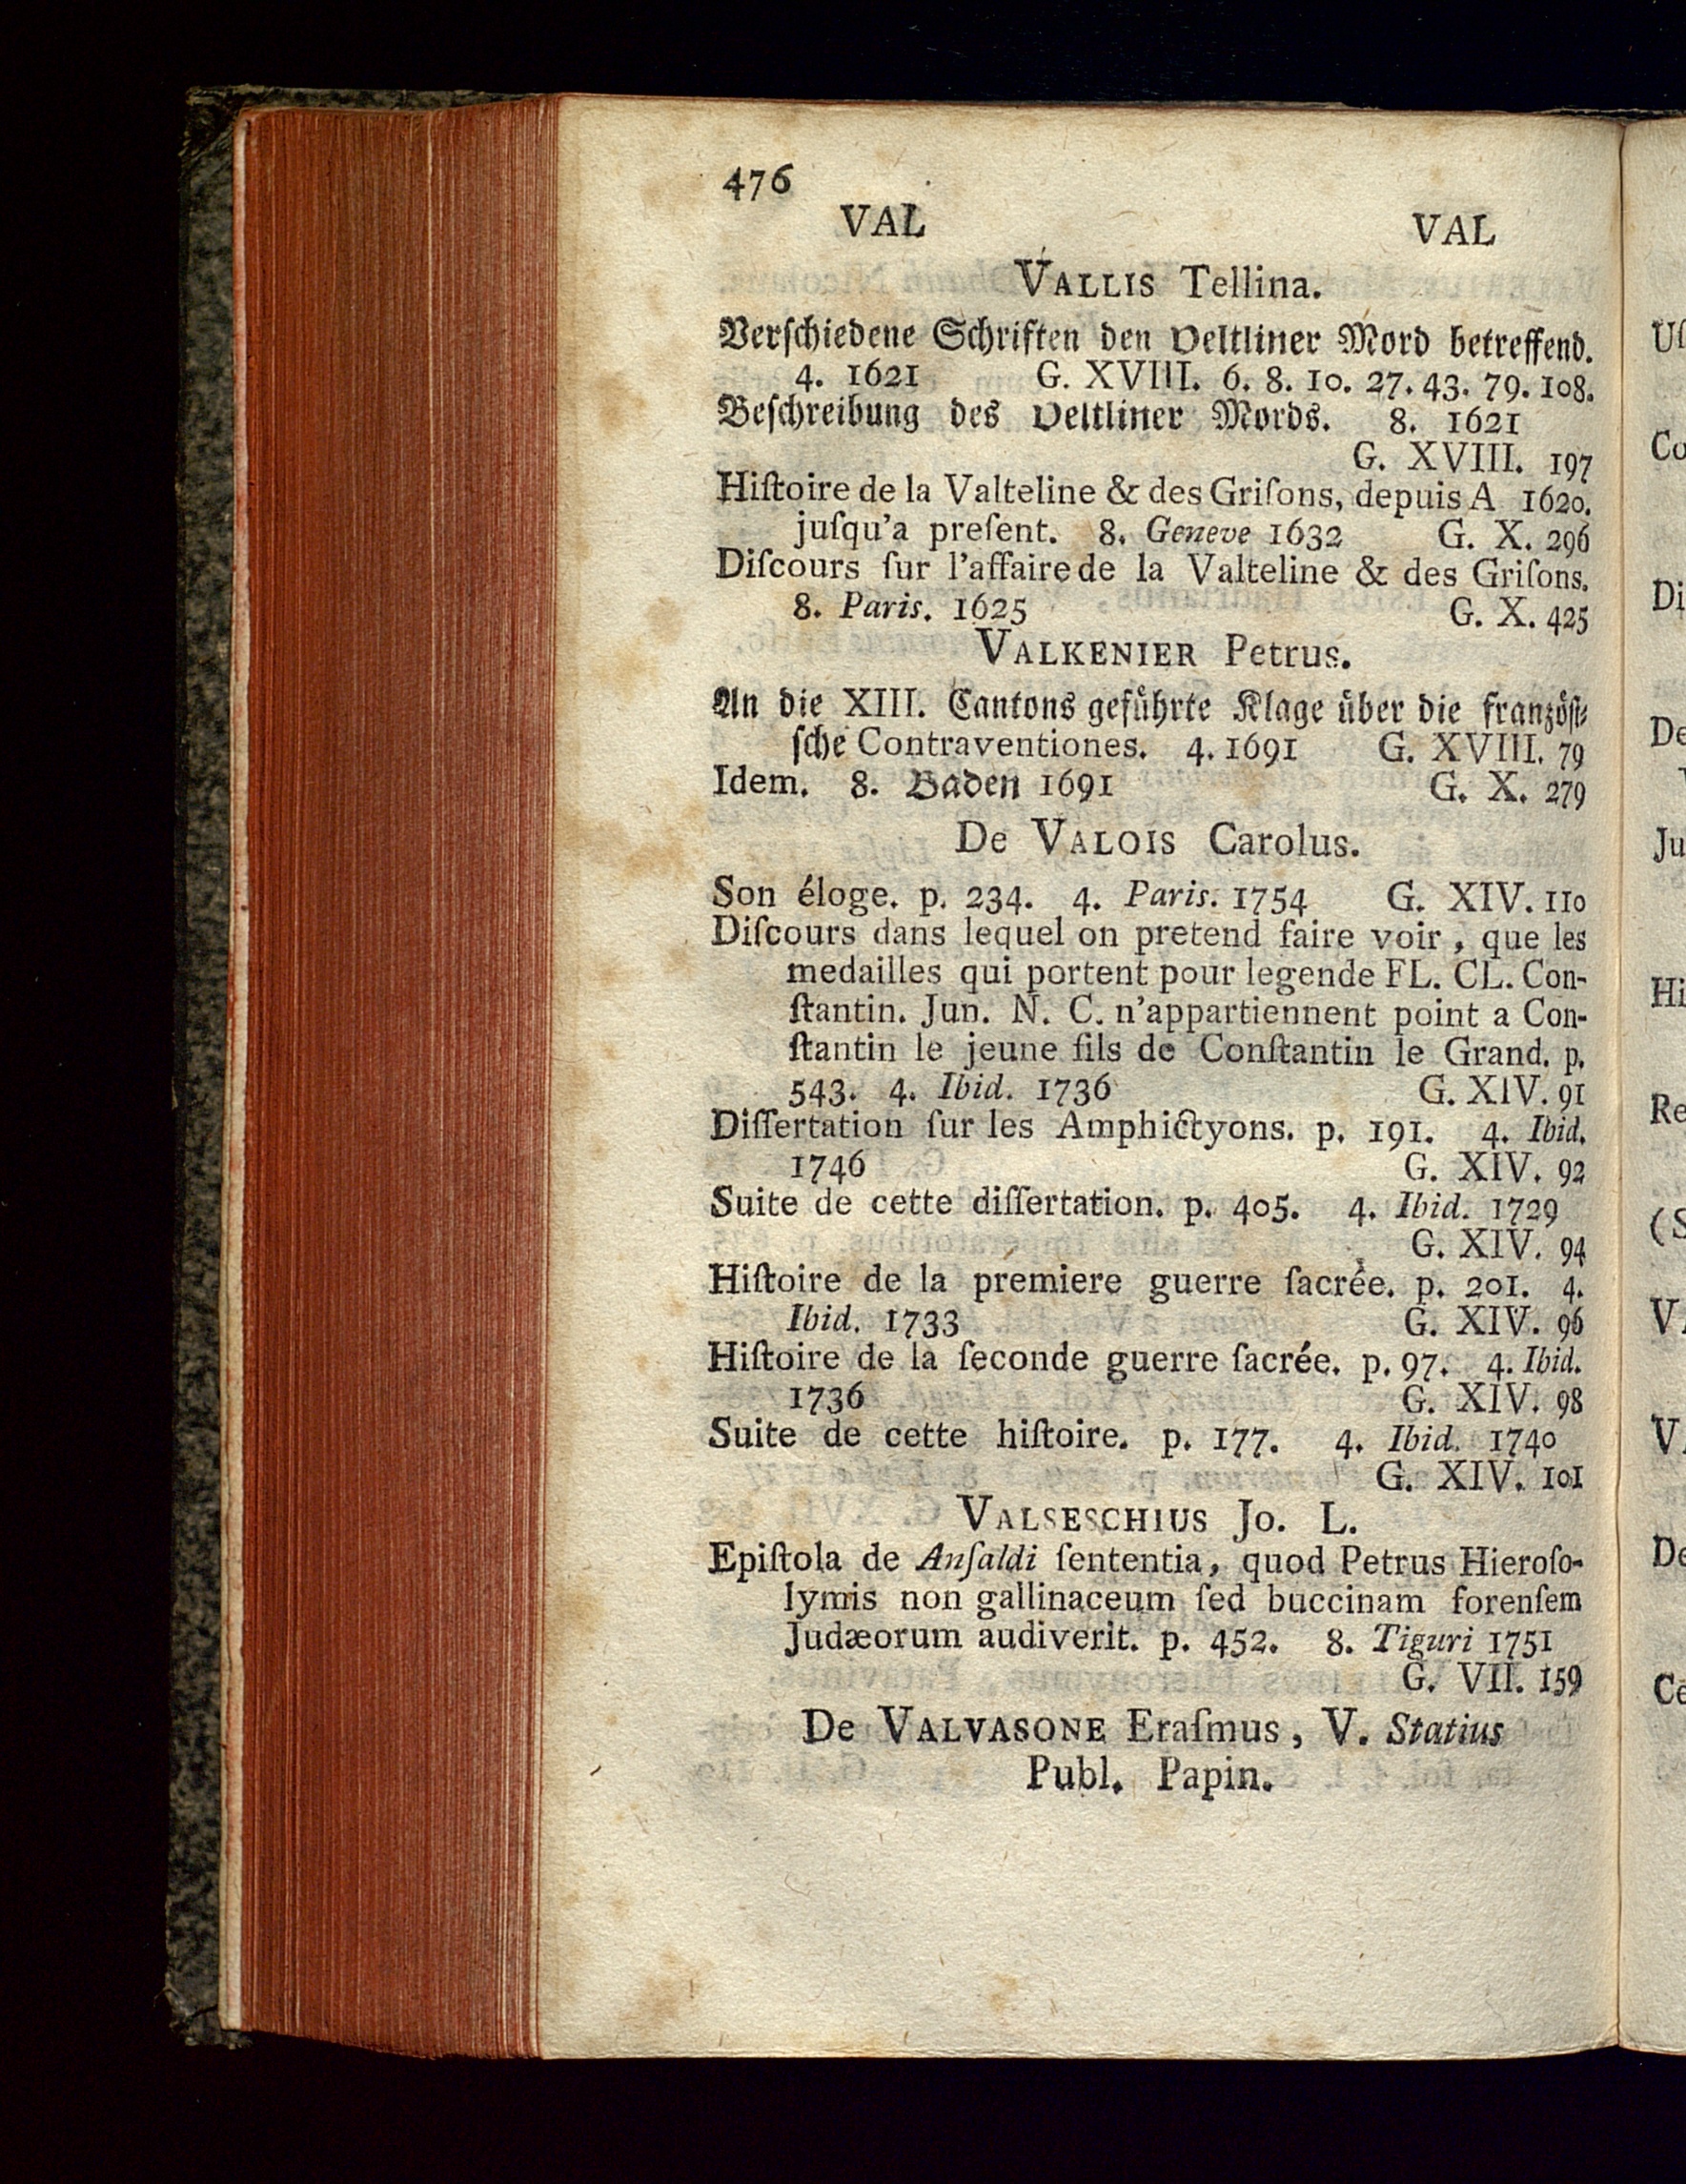 476
VAL VAL
VALLIS Tellina.
Verſchiedene Schriften den Veltliner Mord betreffend.
4. 1621 G. XVIII. 6. 8. 10. 27. 43. 79. 108.
Beſchreibung des Veltliner Mords. 8. 1621
G. XVIII. 197
Hiſtoire de la Valteline & des Griſons, depuis A 1620.
juſqu'a preſent. 8. Geneve 1632 G. X. 296
Diſcours ſur l'affaire de la Valteline & des Griſons.
8. Paris. 1625 G. X. 425
VALKENIER Petrus.
An die XIII. Cantons geführte Klage über die franzöſi-
ſche Contraventiones. 4. 1691 G. XVIII. 79
Idem. 8. Baden 1691 G. X. 279
De VALOIS Carolus.
Son éloge. p. 234. 4. Paris. 1754 G. XIV. 110
Diſcours dans lequel on pretend faire voir, que les
medailles qui portent pour legende FL. CL. Con-
ſtantin. Jun. N. C. n'appartiennent point a Con-
ſtantin le jeune fils de Conſtantin le Grand. p.
543. 4. Ibid. 1736 G. XIV. 91
Diſſertation ſur les Amphictyons. p. 191. 4. Ibid.
1746 G. XIV. 92
Suite de cette diſſertation. p. 405. 4. Ibid. 1729
G. XIV. 94
Hiſtoire de la premiere guerre ſacrée. p. 201. 4.
Ibid. 1733 G. XIV. 96
Hiſtoire de la ſeconde guerre ſacrée. p. 97. 4. Ibid.
1736 G. XIV. 98
Suite de cette hiſtoire. p. 177. 4. Ibid. 1740
G. XIV. 101
VALSESCHIUS Jo. L.
Epiſtola de Anſaldi ſententia, quod Petrus Hieroſo-
lymis non gallinaceum ſed buccinam forenſem
Judæorum audiverit. p. 452. 8. Tiguri 1751
G. VII. 159
De VALVASONE Eraſmus, V. Statius
Publ. Papin.